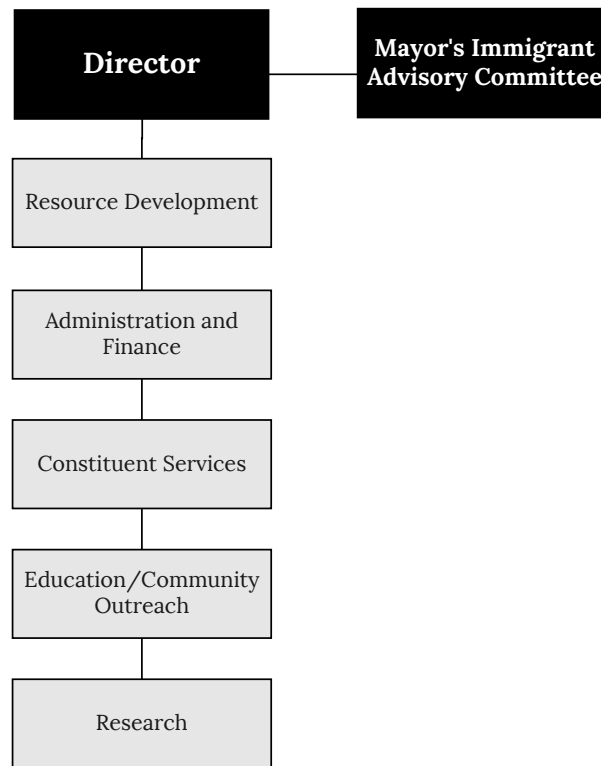 Director
Mayor's Immigrant
Advisory Committee
Resource Development
Administration and
Finance
Constituent Services
Education/Community
Outreach
Research